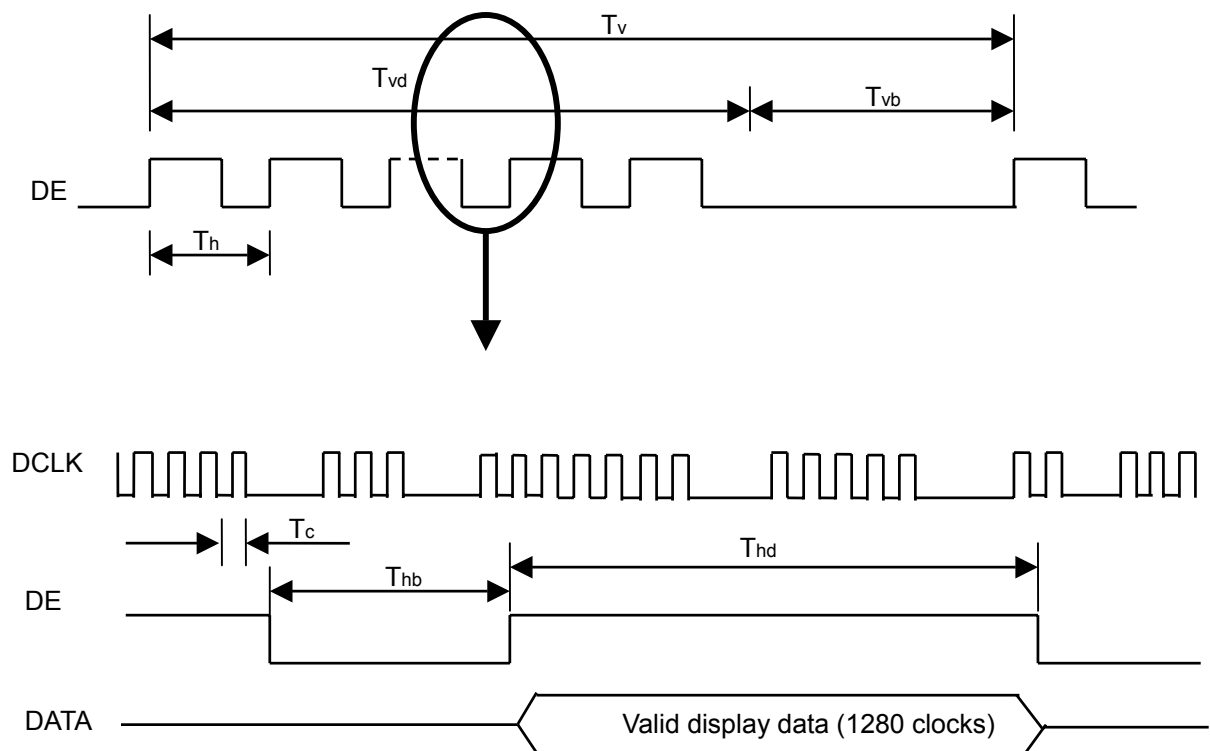 Tv
Tvd
Tvb
DE
Th
DCLK
Tc
Thd
Thb
DE
DATA
Valid display data (1280 clocks)